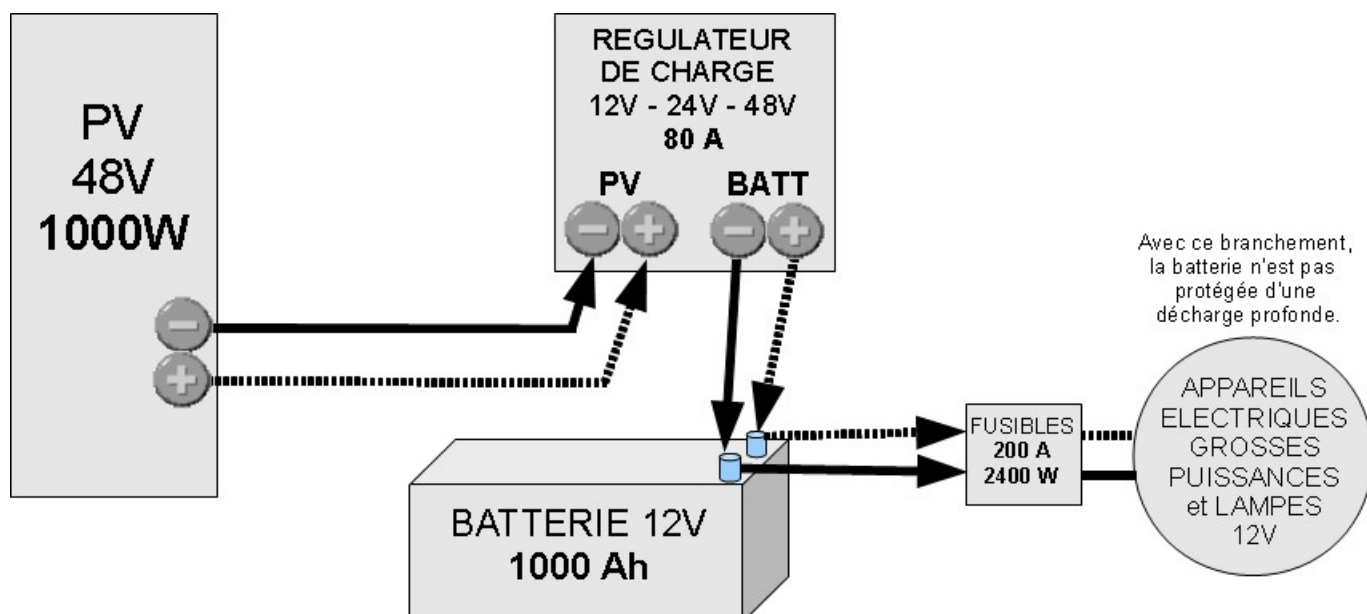 PV
48V
1000W
REGULATEUR
DE CHARGE
12V - 24V - 48V
80 A
PV
BATT
Avec ce branchement,
la batterie n'est pas
protégée d'une
décharge profonde.
FUSIBLES
200 A
2400 W
APPAREILS
ELECTRIQUES
GROSSES
PUISSANCES
et LAMPES
12V
BATTERIE 12V
1000 Ah